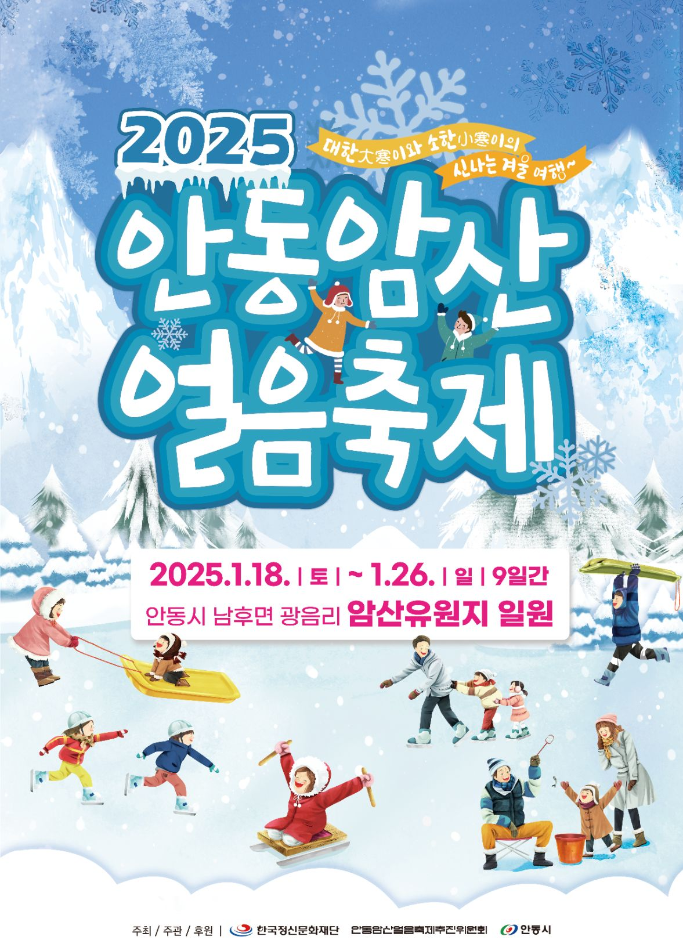 2025
대한大寒이와 소한小寒이의
신나는 겨울 여행~
안동암산
얼음축제
2025.1.18. | 토 | ~ 1.26. | 일 | 9일간
안동시 남후면 광음리 암산유원지 일원
주최 / 주관 / 후원 | 한국정신문화재단 안동암산얼음축제추진위원회 안동시